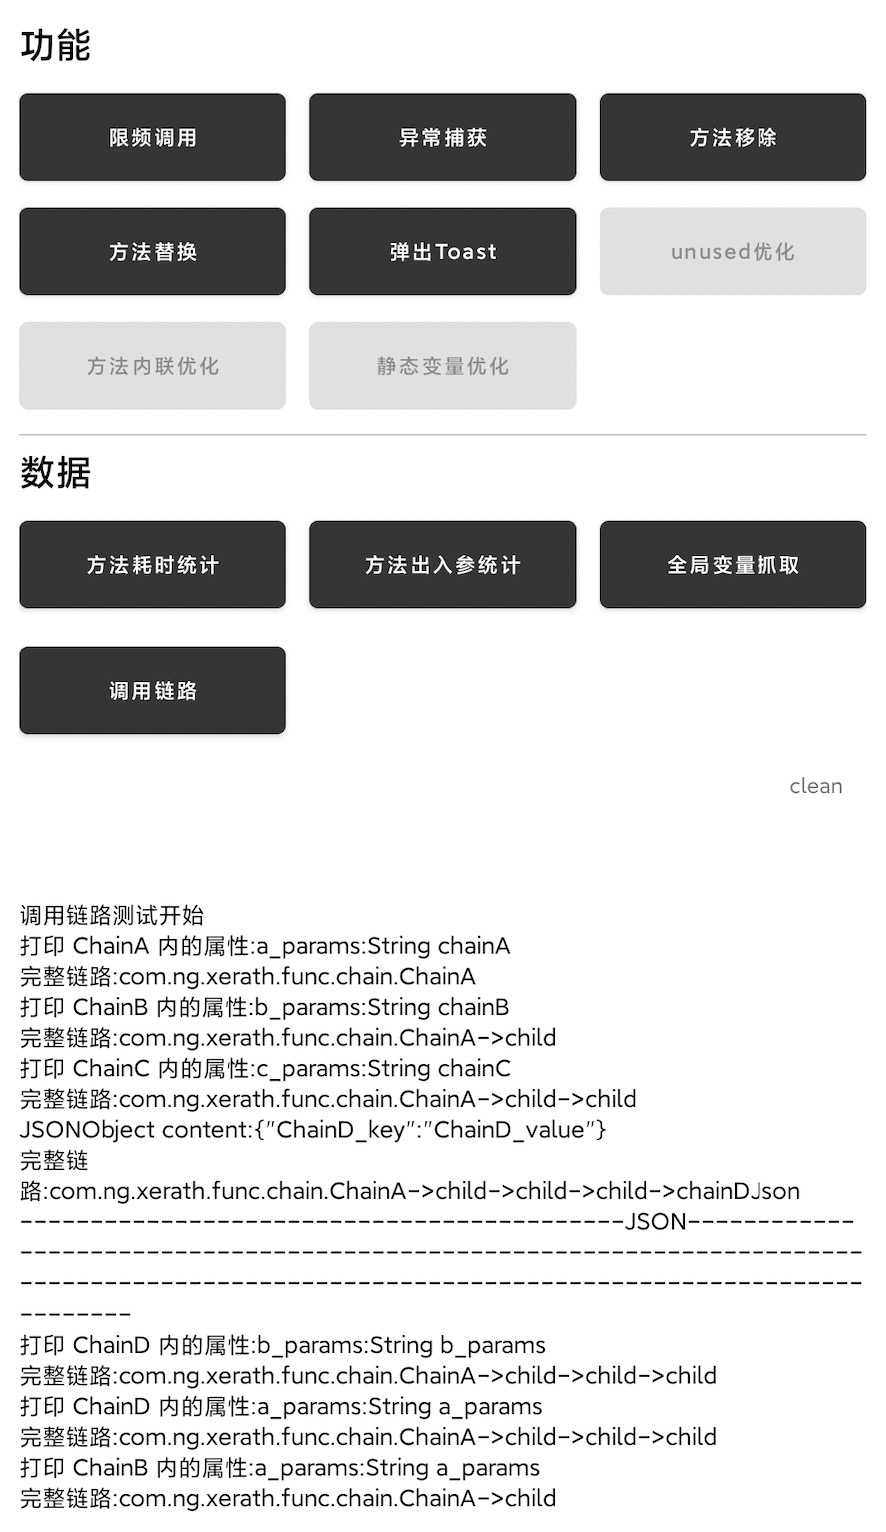 功能
限频调用 异常捕获 方法移除
方法替换 弹出Toast unused优化
方法内联优化 静态变量优化
数据
方法耗时统计 方法出入参统计 全局变量抓取
调用链路
clean
调用链路测试开始
打印 ChainA 内的属性:a_params:String chainA
完整链路:com.ng.xerath.func.chain.ChainA
打印 ChainB 内的属性:b_params:String chainB
完整链路:com.ng.xerath.func.chain.ChainA->child
打印 ChainC 内的属性:c_params:String chainC
完整链路:com.ng.xerath.func.chain.ChainA->child->child
JSONObject content:{"ChainD_key":"ChainD_value"}
完整链
路:com.ng.xerath.func.chain.ChainA->child->child->child->chainDJson
-------------------------------------------JSON------------
------------------------------------------------------------
------------------------------------------------------------
--------
打印 ChainD 内的属性:b_params:String b_params
完整链路:com.ng.xerath.func.chain.ChainA->child->child->child
打印 ChainD 内的属性:a_params:String a_params
完整链路:com.ng.xerath.func.chain.ChainA->child->child->child
打印 ChainB 内的属性:a_params:String a_params
完整链路:com.ng.xerath.func.chain.ChainA->child